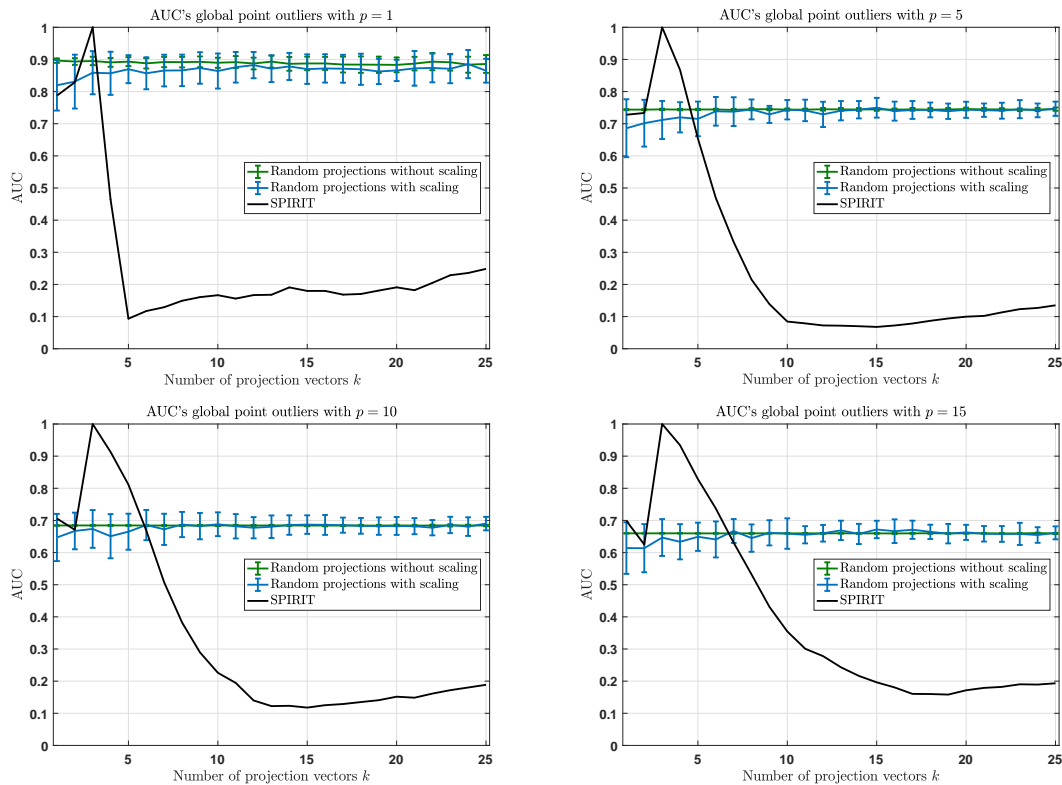 AUC's global point outliers with p = 1
1
0.9
0.8
0.7
0.6
0.5
0.4
0.3
0.2
0.1
0
AUC
Random projections without scaling
Random projections with scaling
SPIRIT
5
10
15
20
25
Number of projection vectors k
AUC's global point outliers with p = 5
1
0.9
0.8
0.7
0.6
0.5
0.4
0.3
0.2
0.1
0
AUC
Random projections without scaling
Random projections with scaling
SPIRIT
5
10
15
20
25
Number of projection vectors k
AUC's global point outliers with p = 10
1
0.9
0.8
0.7
0.6
0.5
0.4
0.3
0.2
0.1
0
AUC
Random projections without scaling
Random projections with scaling
SPIRIT
5
10
15
20
25
Number of projection vectors k
AUC's global point outliers with p = 15
1
0.9
0.8
0.7
0.6
0.5
0.4
0.3
0.2
0.1
0
AUC
Random projections without scaling
Random projections with scaling
SPIRIT
5
10
15
20
25
Number of projection vectors k